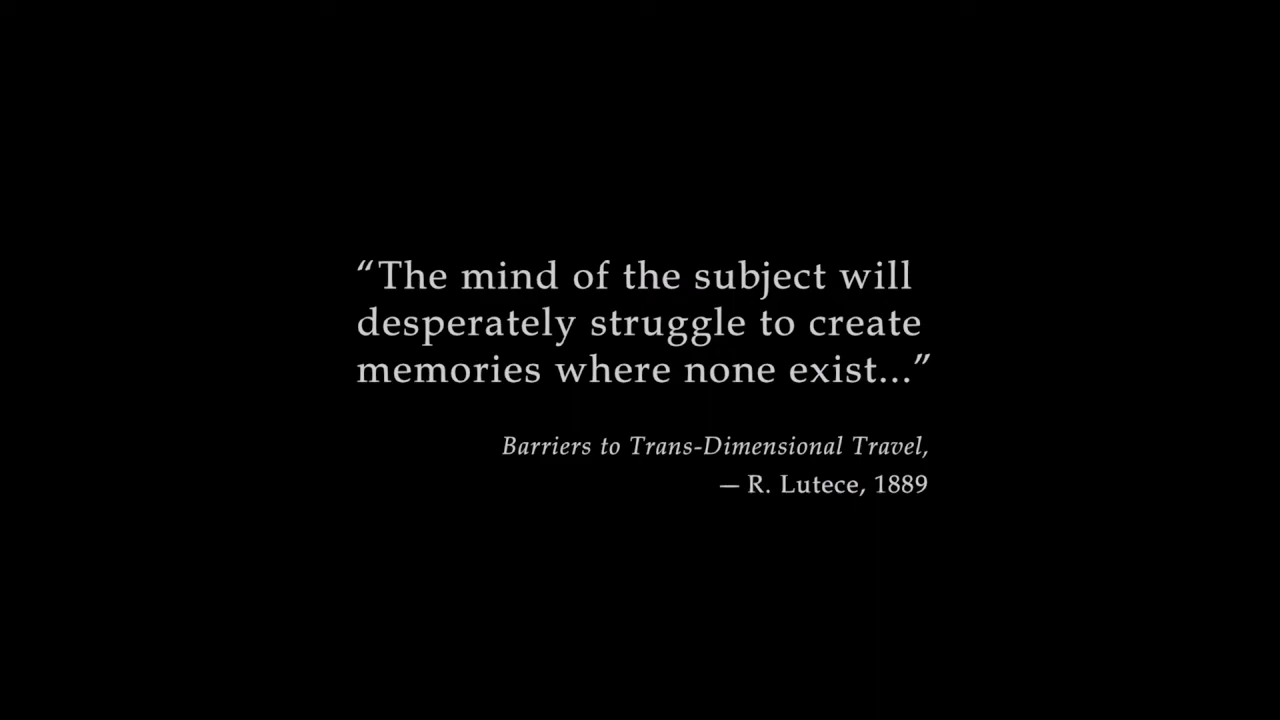 “The mind of the subject will
desperately struggle to create
memories where none exist...”
Barriers to Trans-Dimensional Travel,
— R. Lutece, 1889